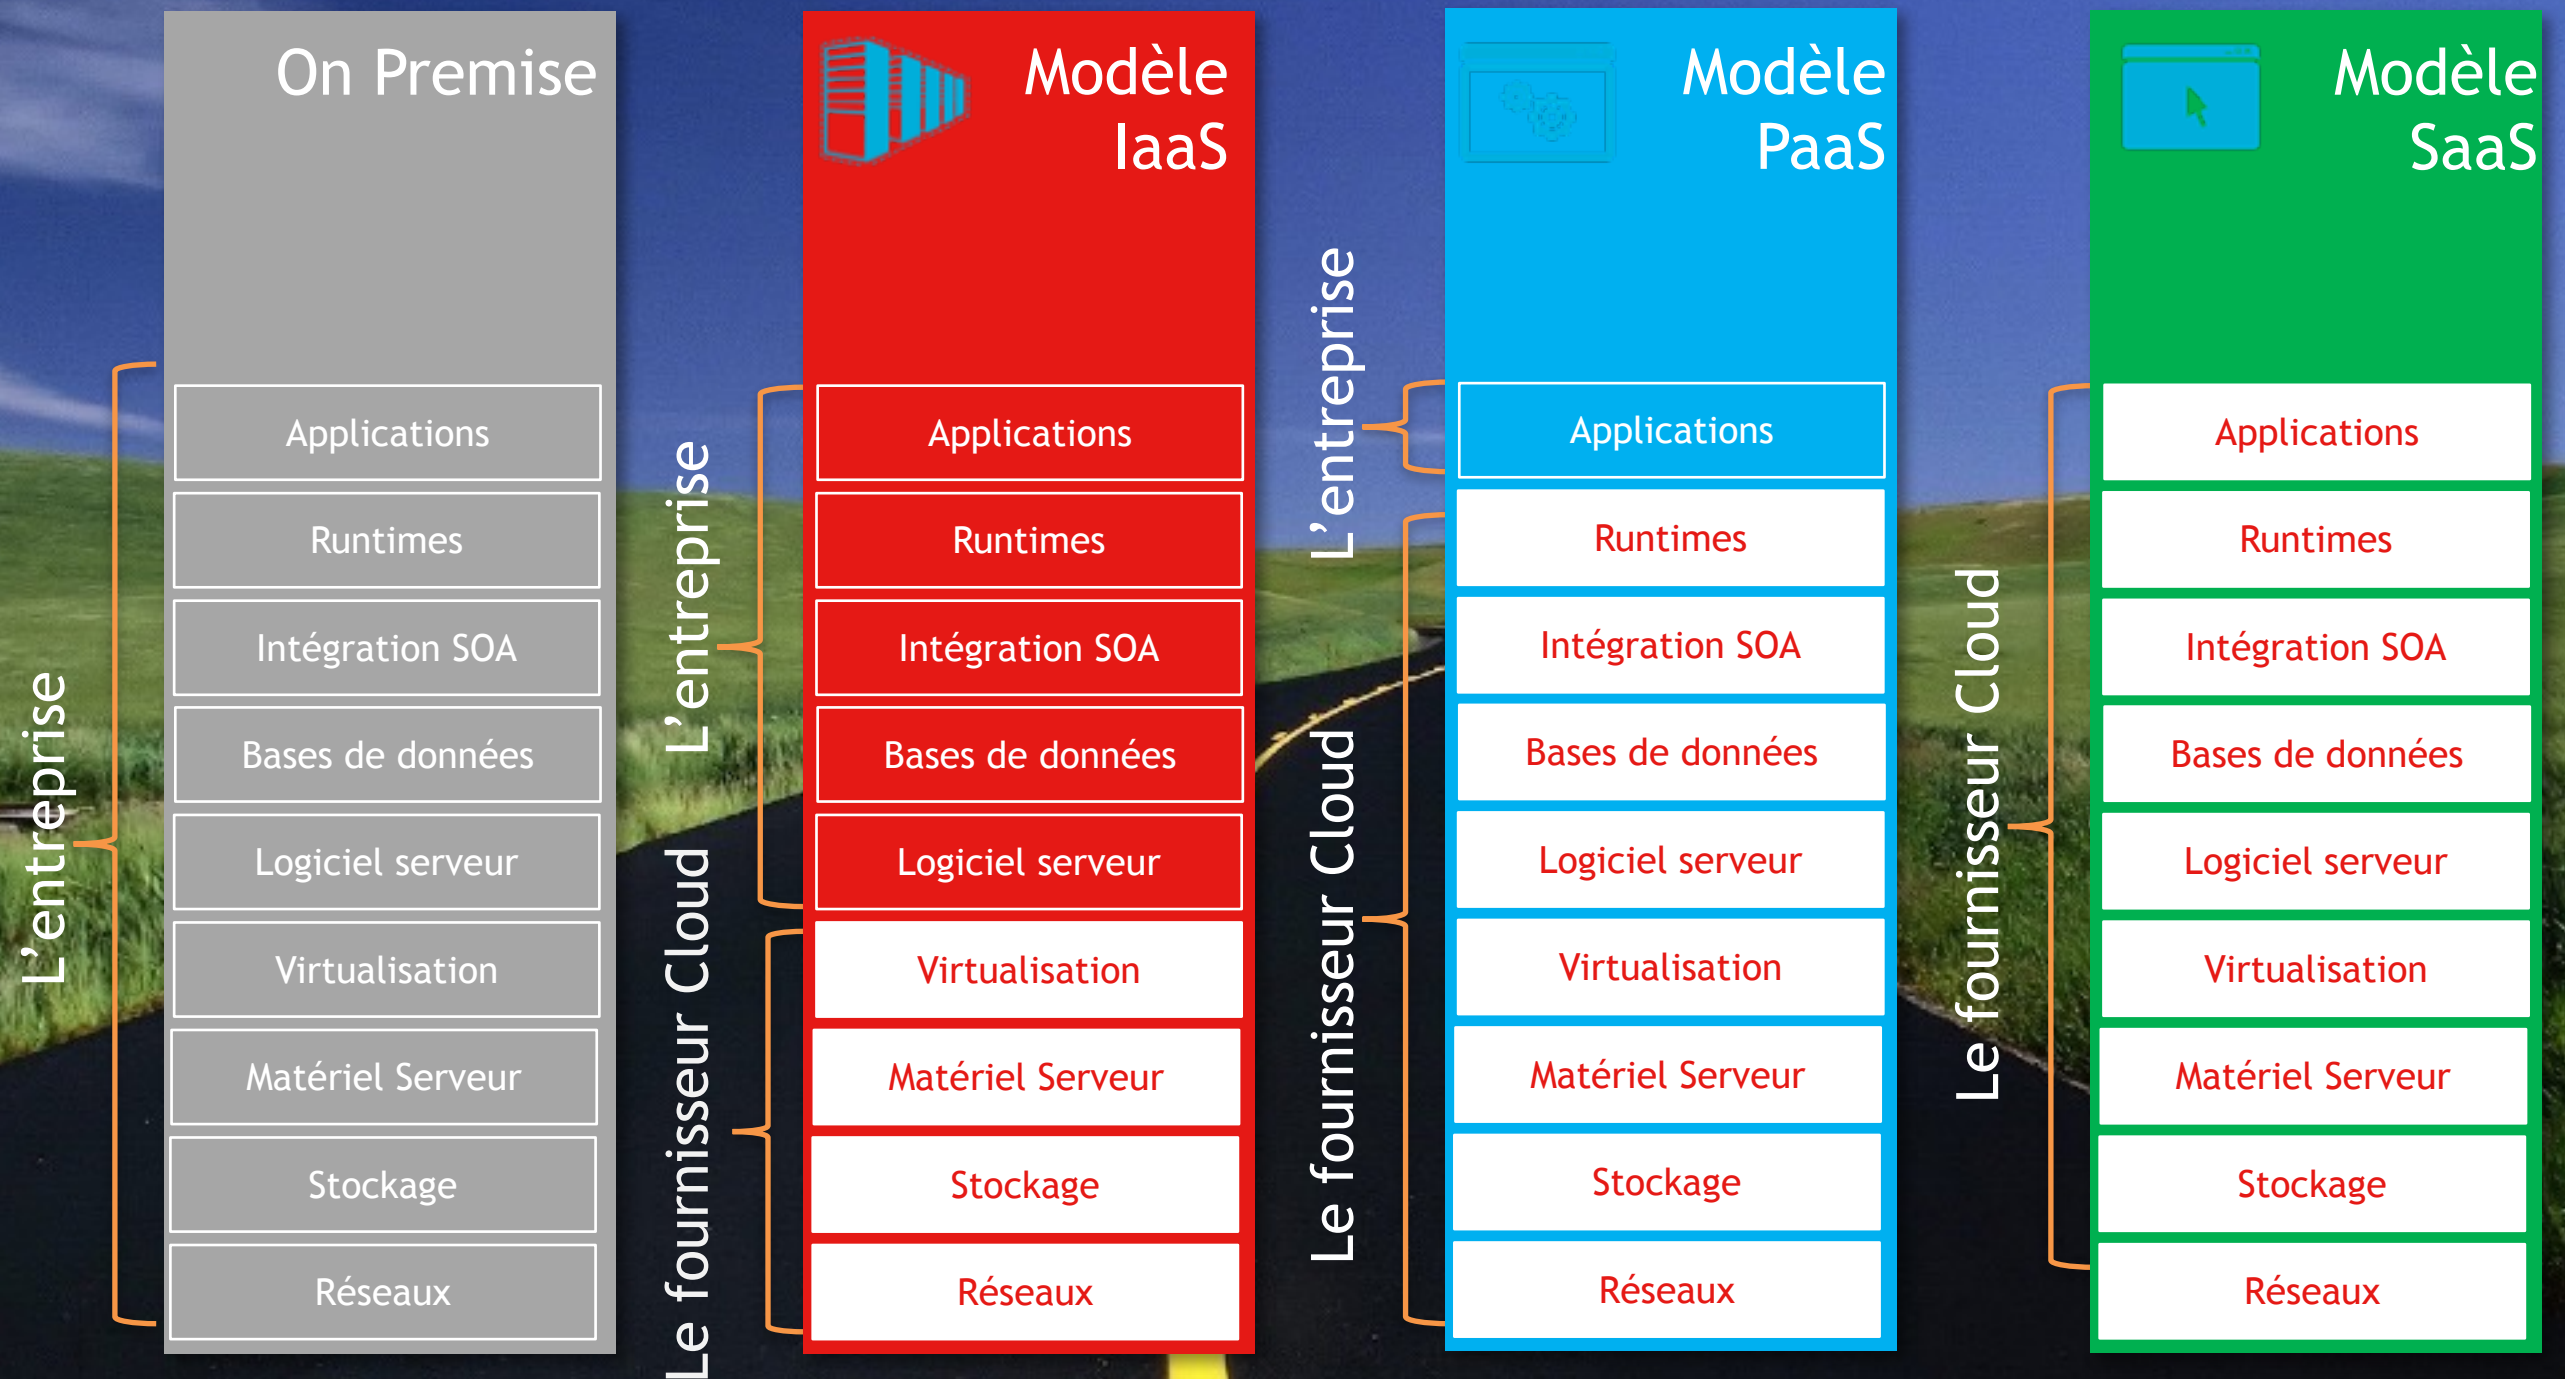 On Premise
L'entreprise
Applications
Runtimes
Intégration SOA
Bases de données
Logiciel serveur
Virtualisation
Matériel Serveur
Stockage
Réseaux
Modèle
IaaS
L'entreprise
Le fournisseur Cloud
Applications
Runtimes
Intégration SOA
Bases de données
Logiciel serveur
Virtualisation
Matériel Serveur
Stockage
Réseaux
Modèle
PaaS
L'entreprise
Le fournisseur Cloud
Applications
Runtimes
Intégration SOA
Bases de données
Logiciel serveur
Virtualisation
Matériel Serveur
Stockage
Réseaux
Modèle
SaaS
Le fournisseur Cloud
Applications
Runtimes
Intégration SOA
Bases de données
Logiciel serveur
Virtualisation
Matériel Serveur
Stockage
Réseaux